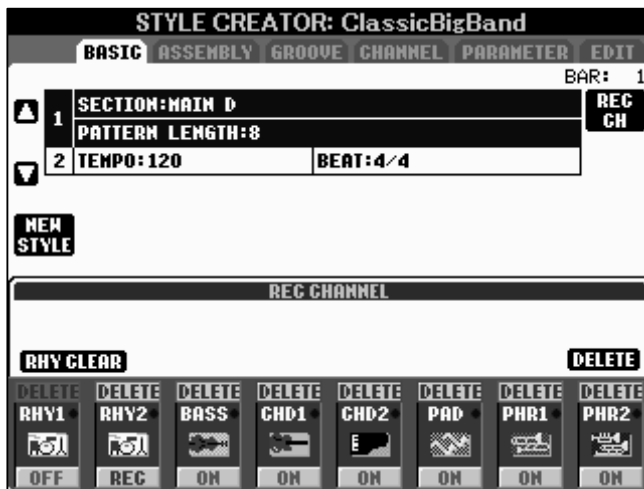 STYLE CREATOR: ClassicBigBand
BASIC ASSEMBLY GROOVE CHANNEL PARAMETER EDIT
BAR: 1
1 SECTION:MAIN D
PATTERN LENGTH:8
REC CH
2 TEMPO:120 BEAT:4/4
NEW STYLE
REC CHANNEL
RHY CLEAR DELETE
DELETE DELETE DELETE DELETE DELETE DELETE DELETE DELETE
RHY1 RHY2 BASS CHD1 CHD2 PAD PHR1 PHR2
OFF REC ON ON ON ON ON ON